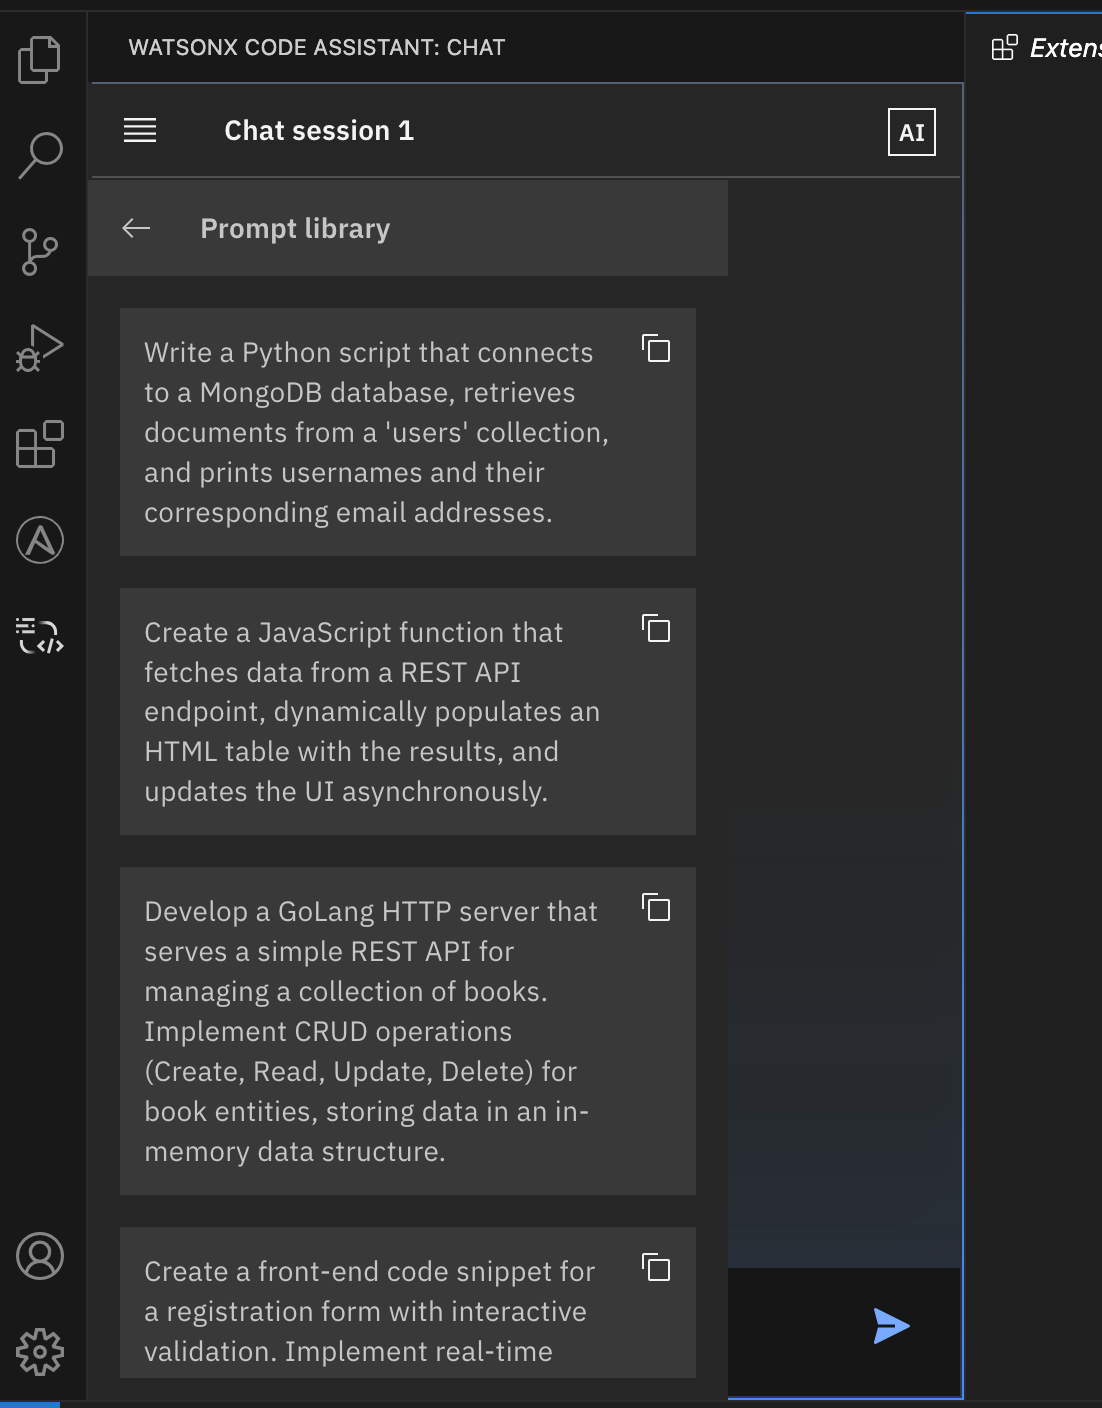 WATSONX CODE ASSISTANT: CHAT
Chat session 1
AI
Prompt library
Write a Python script that connects
to a MongoDB database, retrieves
documents from a 'users' collection,
and prints usernames and their
corresponding email addresses.
Create a JavaScript function that
fetches data from a REST API
endpoint, dynamically populates an
HTML table with the results, and
updates the UI asynchronously.
Develop a GoLang HTTP server that
serves a simple REST API for
managing a collection of books.
Implement CRUD operations
(Create, Read, Update, Delete) for
book entities, storing data in an in-
memory data structure.
Create a front-end code snippet for
a registration form with interactive
validation. Implement real-time
Extens